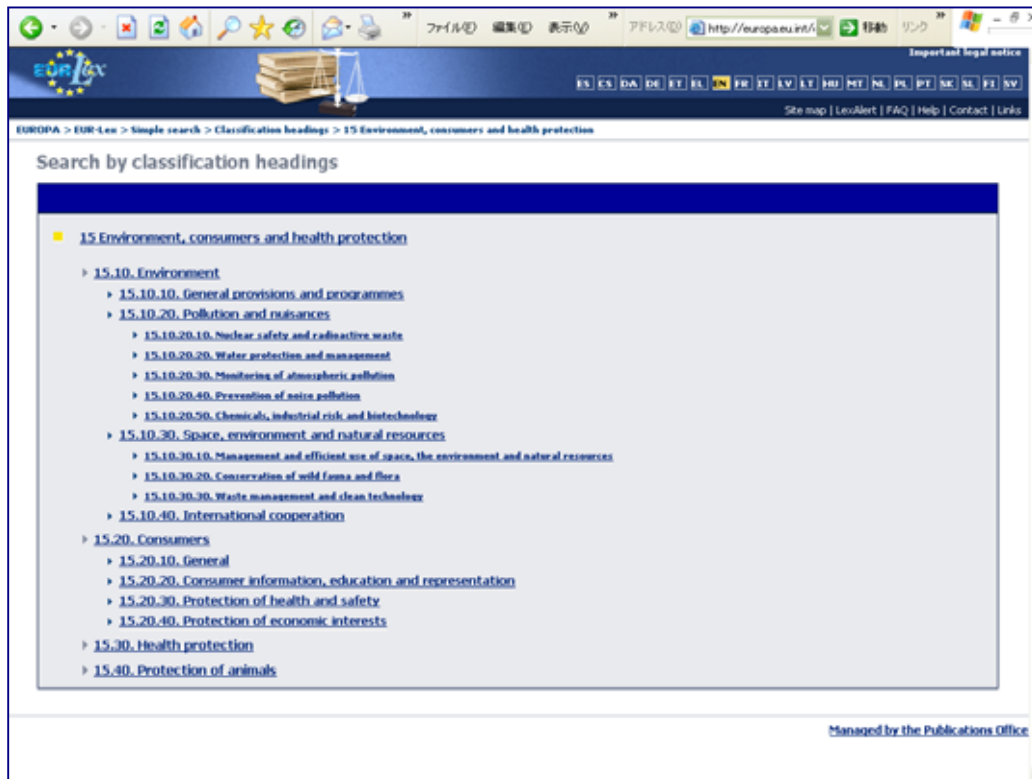 ファイル(F) 編集(E) 表示(V) アドレス(D) http://europa.eu.int/ 移動 リンク
EUR Lex
Important legal notice
ES CS DA DE ET EL EN FR IT LV LT HU MT NL PL PT SK SL FI SV
Site map | LexAlert | FAQ | Help | Contact | Links
EUROPA > EUR-Lex > Simple search > Classification headings > 15 Environment, consumers and health protection
Search by classification headings
15 Environment, consumers and health protection
15.10. Environment
15.10.10. General provisions and programmes
15.10.20. Pollution and nuisances
15.10.20.10. Nuclear safety and radioactive waste
15.10.20.20. Water protection and management
15.10.20.30. Monitoring of atmospheric pollution
15.10.20.40. Prevention of noise pollution
15.10.20.50. Chemicals, industrial risk and biotechnology
15.10.30. Space, environment and natural resources
15.10.30.10. Management and efficient use of space, the environment and natural resources
15.10.30.20. Conservation of wild fauna and flora
15.10.30.30. Waste management and clean technology
15.10.40. International cooperation
15.20. Consumers
15.20.10. General
15.20.20. Consumer information, education and representation
15.20.30. Protection of health and safety
15.20.40. Protection of economic interests
15.30. Health protection
15.40. Protection of animals
Managed by the Publications Office